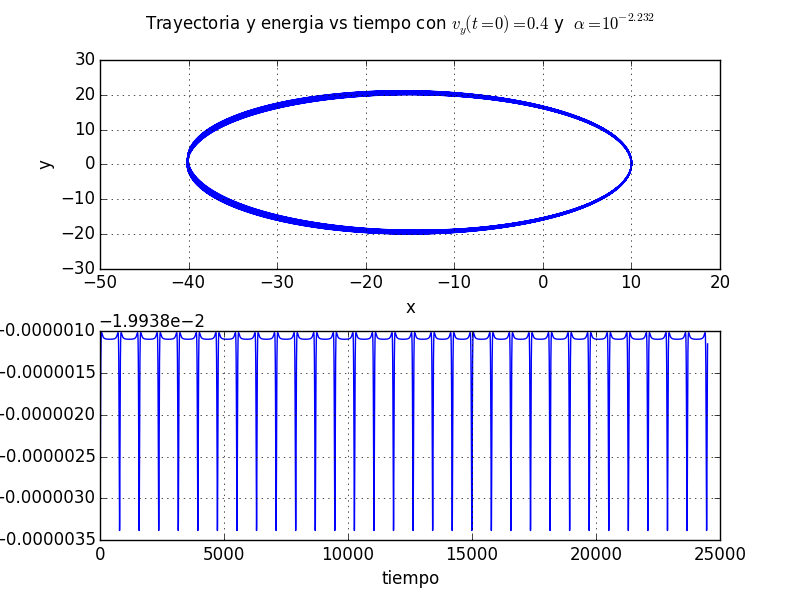 Trayectoria y energia vs tiempo con v_y(t=0)=0.4 y α=10^{-2.232}
30
20
10
0
−10
−20
−30
y
−50 −40 −30 −20 −10 0 10 20
x
−1.9938e−2
−0.0000010
−0.0000015
−0.0000020
−0.0000025
−0.0000030
−0.0000035
0 5000 10000 15000 20000 25000
tiempo